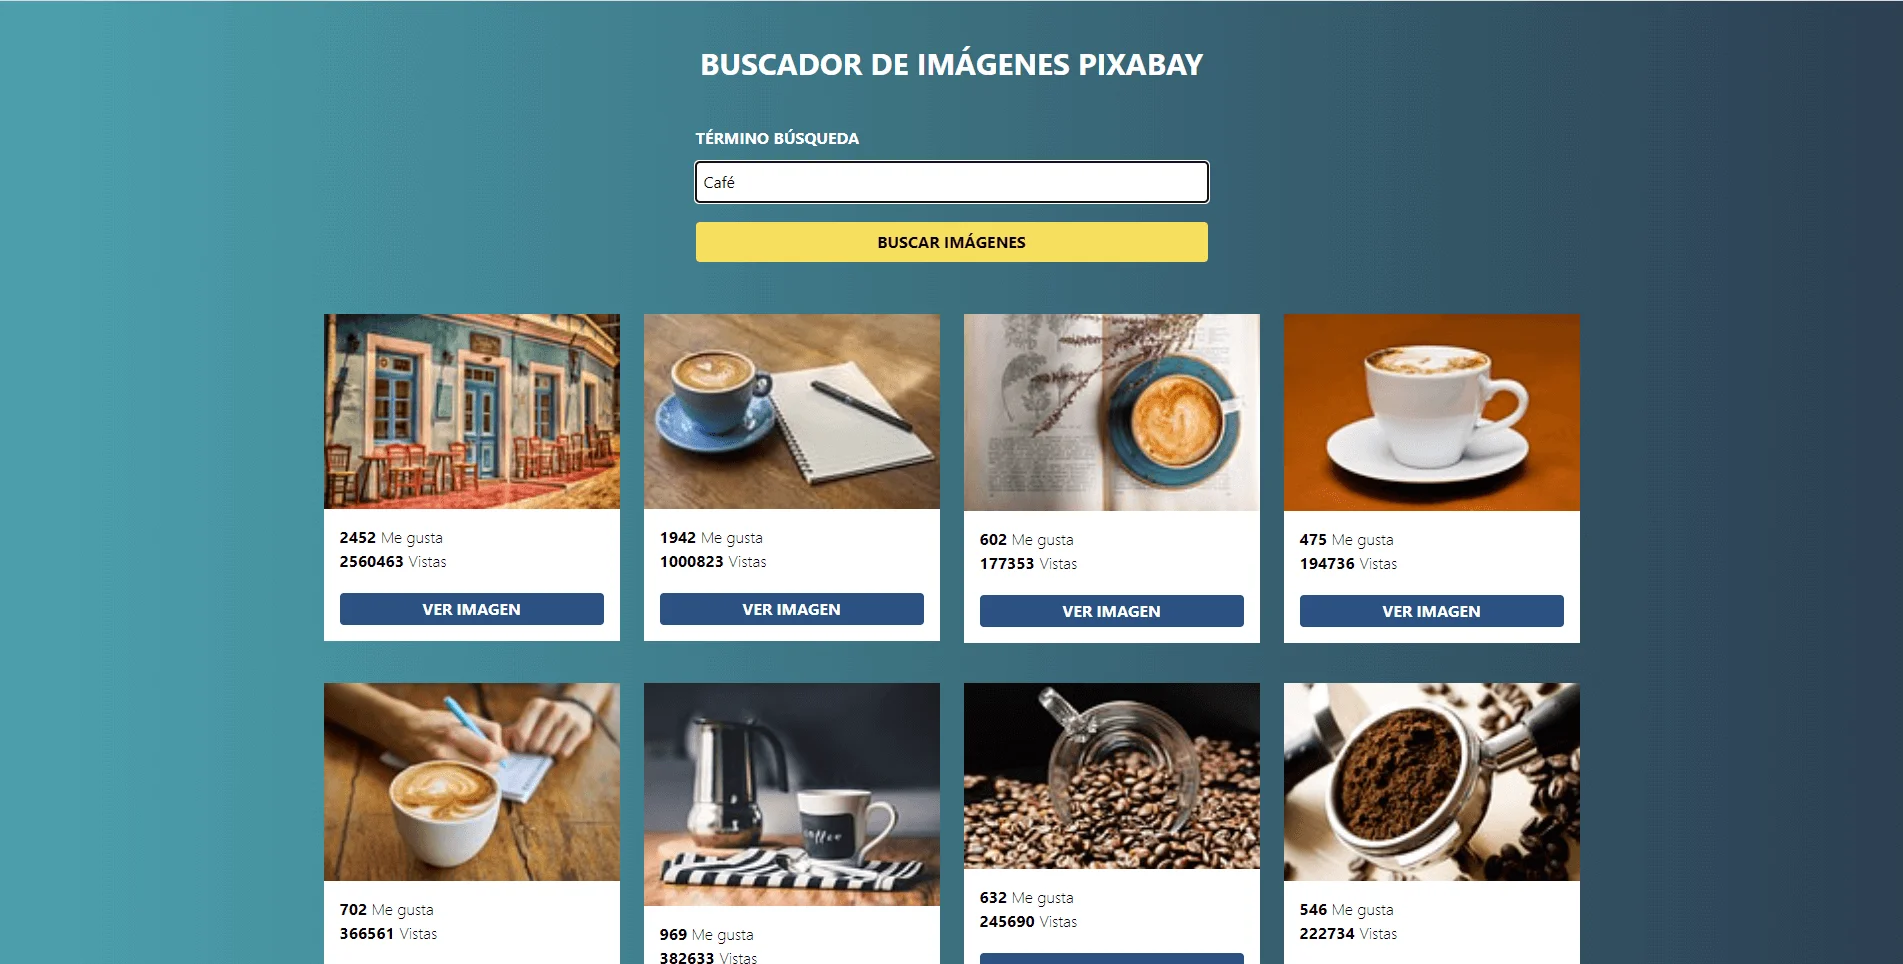 BUSCADOR DE IMÁGENES PIXABAY
TÉRMINO BÚSQUEDA
Café
BUSCAR IMÁGENES
2452 Me gusta
2560463 Vistas
VER IMAGEN
1942 Me gusta
1000823 Vistas
VER IMAGEN
602 Me gusta
177353 Vistas
VER IMAGEN
475 Me gusta
194736 Vistas
VER IMAGEN
702 Me gusta
366561 Vistas
coffee
969 Me gusta
382633 Vistas
632 Me gusta
245690 Vistas
546 Me gusta
222734 Vistas